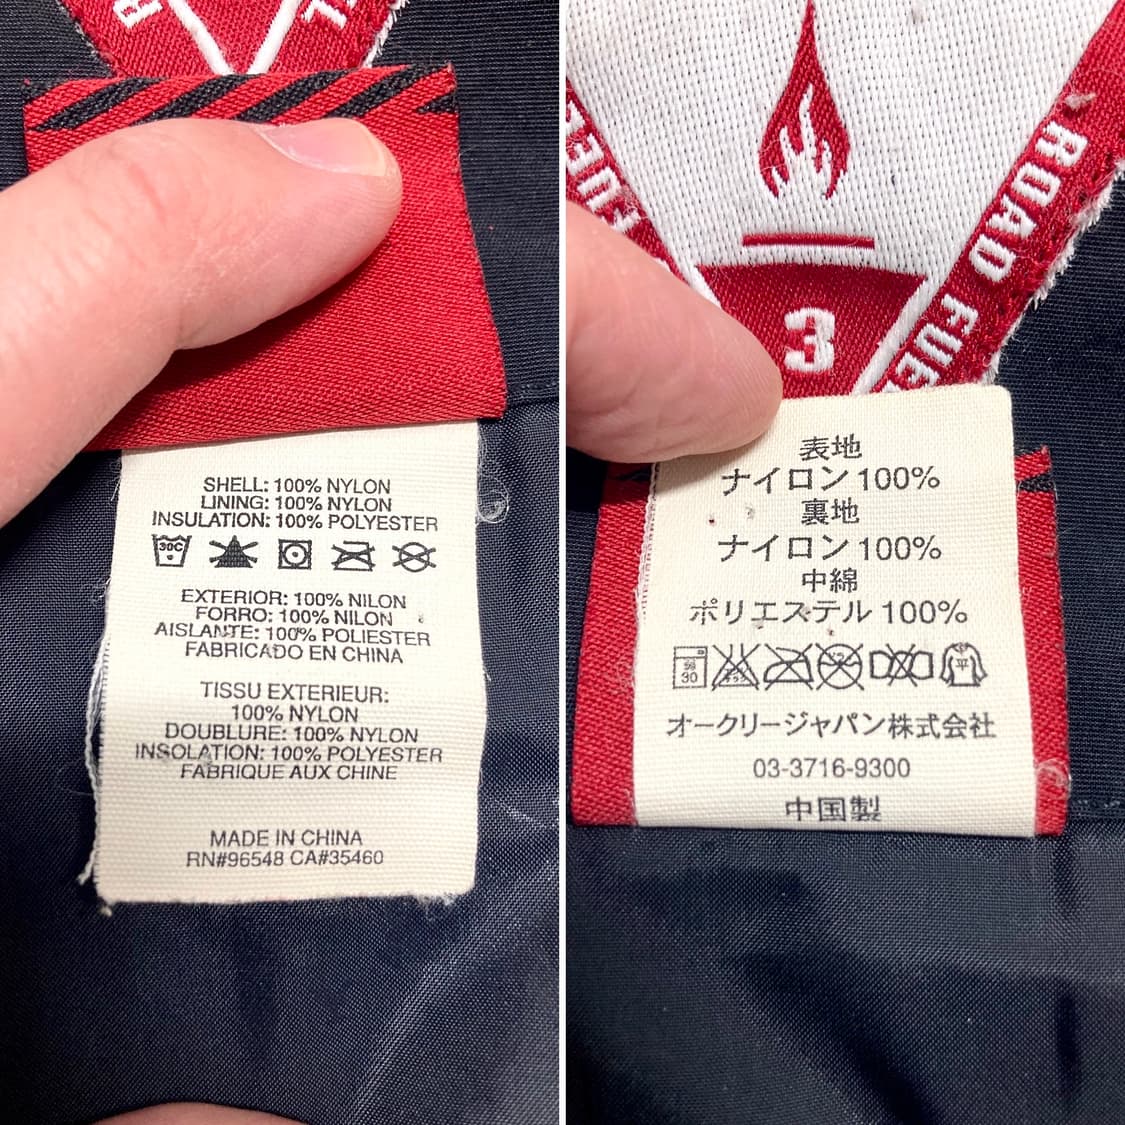 R
L
SHELL: 100% NYLON
LINING: 100% NYLON
INSULATION: 100% POLYESTER
30C
EXTERIOR: 100% NILON
FORRO: 100% NILON
AISLANTE: 100% POLIESTER
FABRICADO EN CHINA
TISSU EXTERIEUR:
100% NYLON
DOUBLURE: 100% NYLON
INSOLATION: 100% POLYESTER
FABRIQUE AUX CHINE
MADE IN CHINA
RN#96548 CA#35460
FUEL
ROAD FUEL
3
表地
ナイロン100%
裏地
ナイロン100%
中綿
ポリエステル 100%
30
平
オークリージャパン株式会社
03-3716-9300
中国製